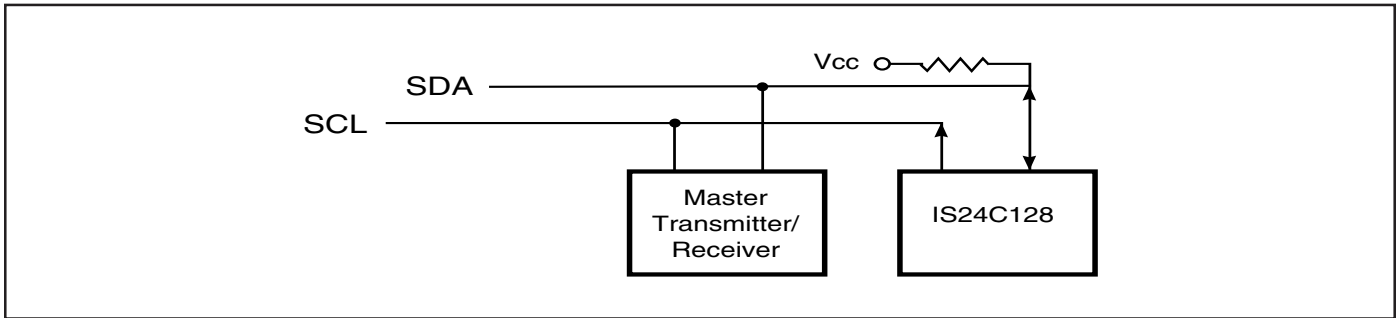 Vcc
SDA
SCL
Master
Transmitter/
Receiver
IS24C128